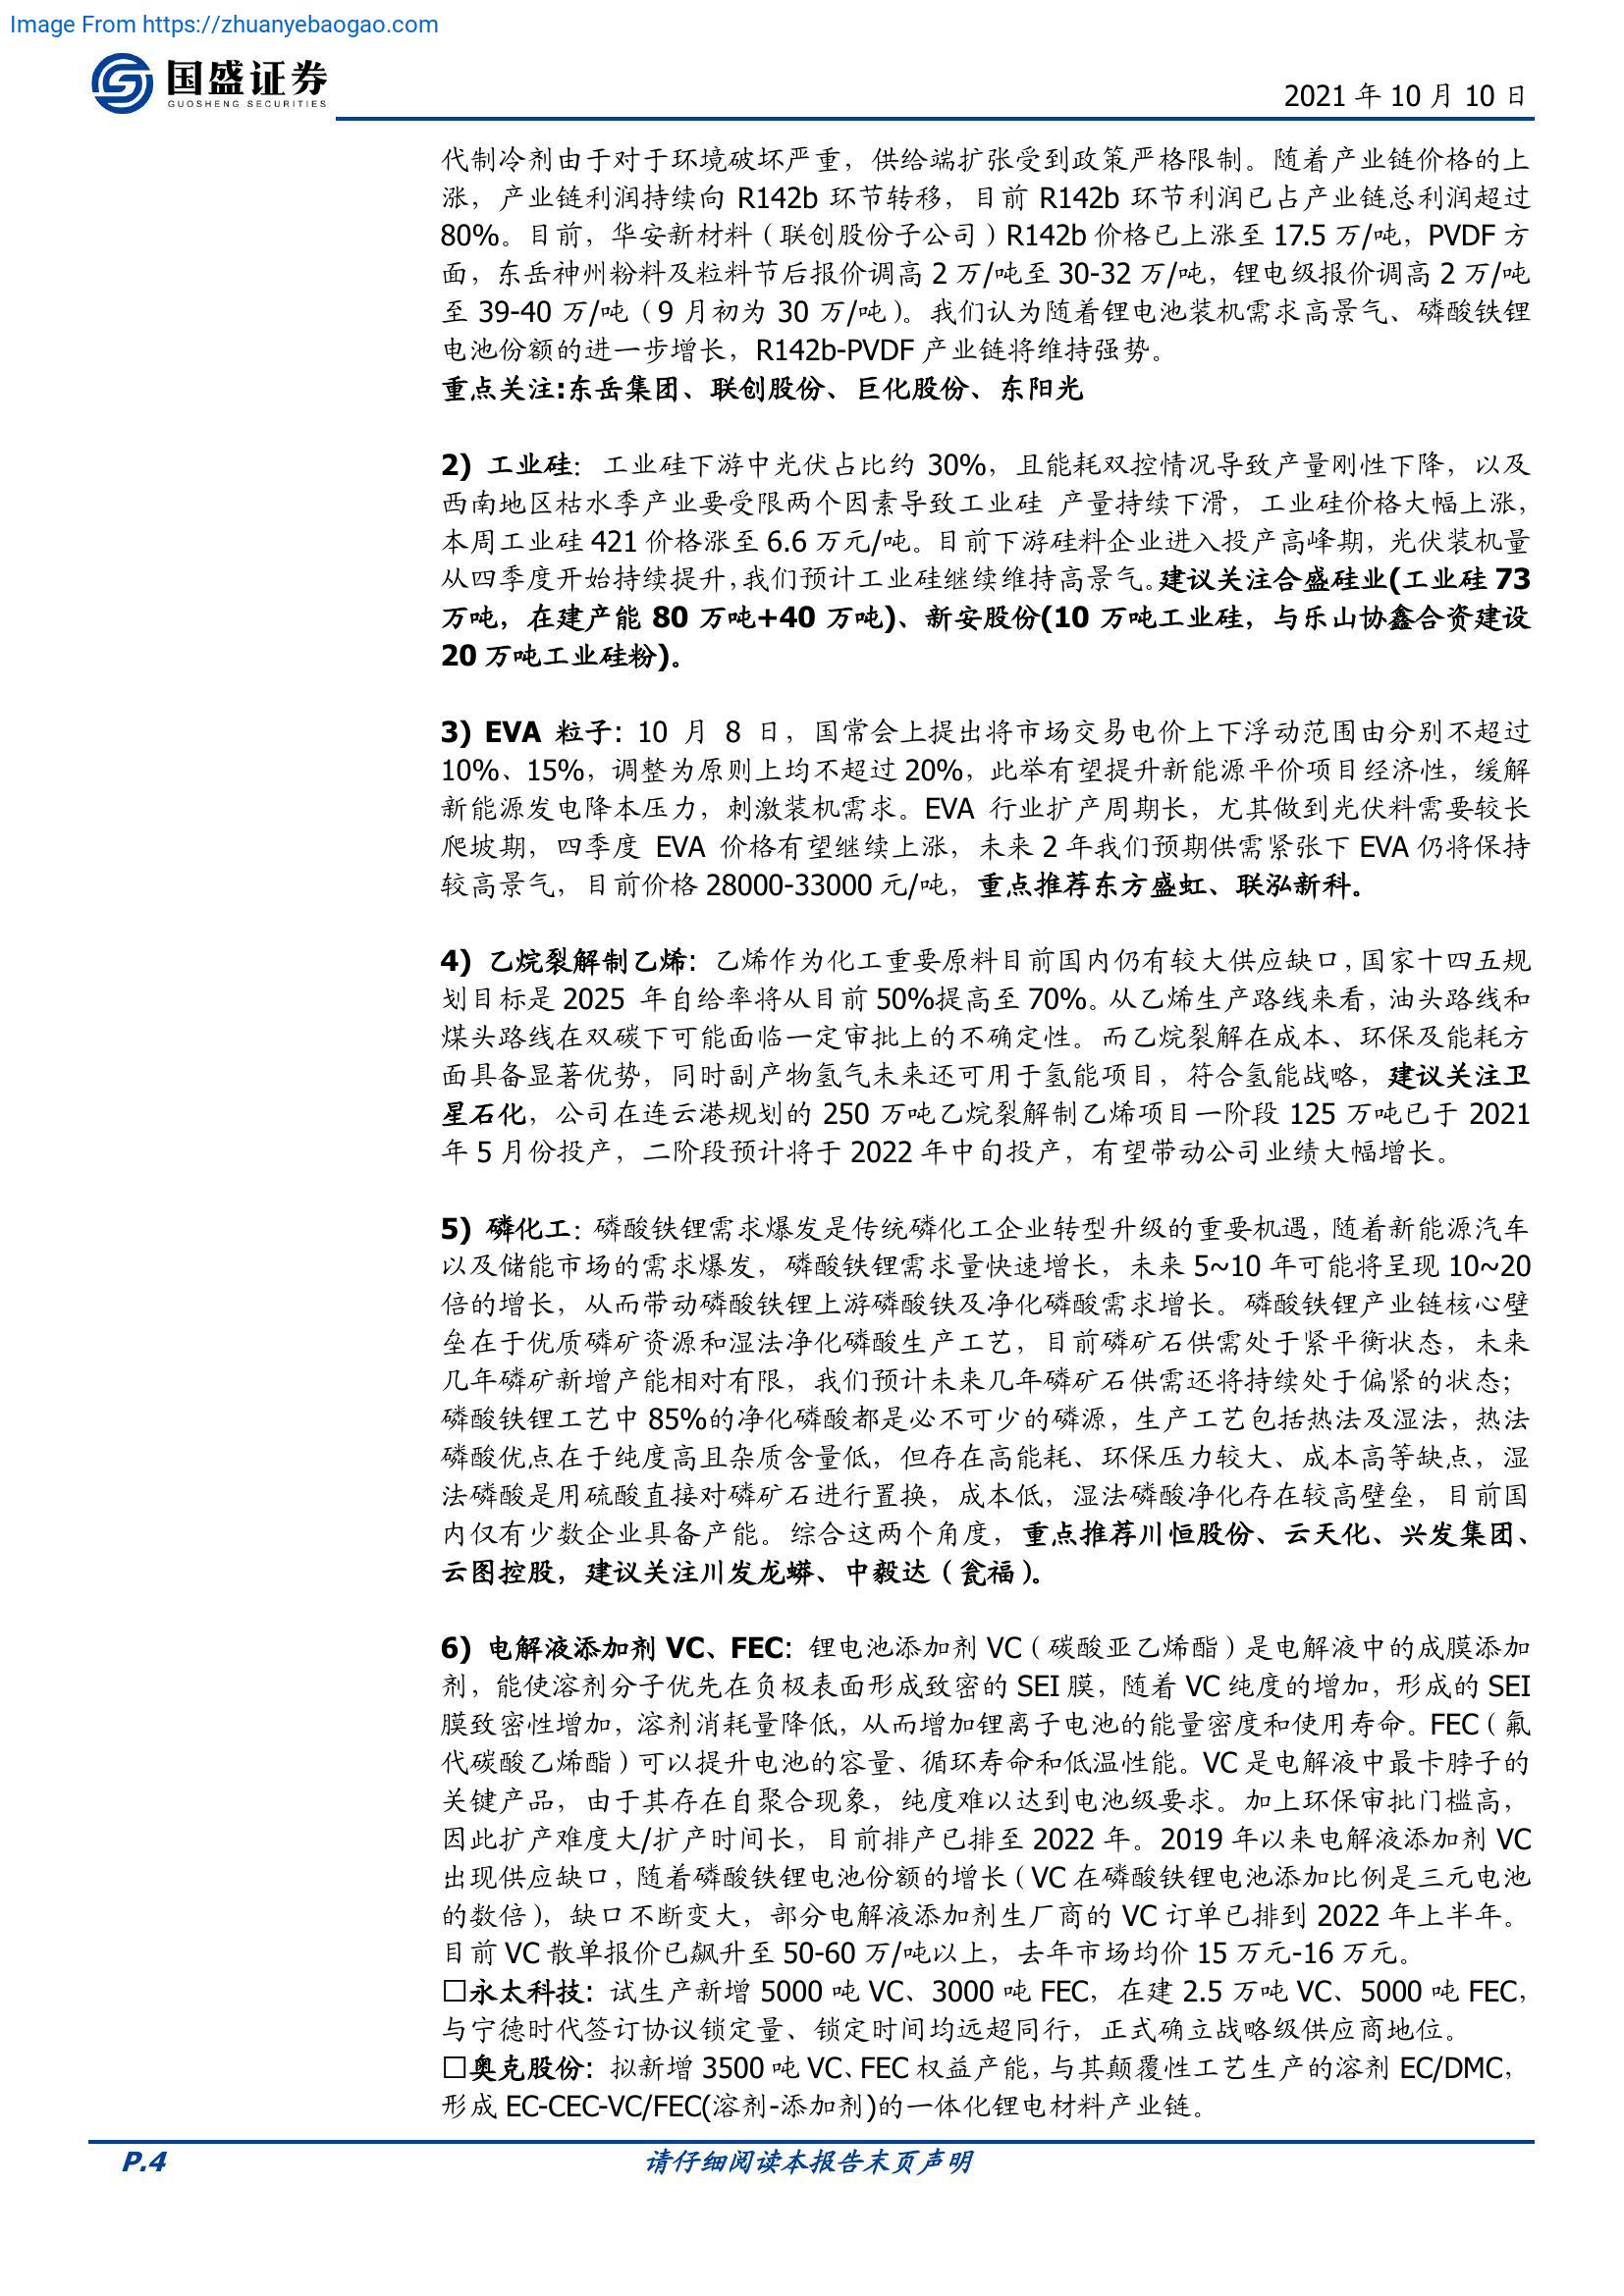 Image From https://zhuanyebaogao.com
国盛证券
GUOSHENG SECURITIES
2021 年 10 月 10 日
代制冷剂由于对于环境破坏严重，供给端扩张受到政策严格限制。随着产业链价格的上
涨，产业链利润持续向 R142b 环节转移，目前 R142b 环节利润已占产业链总利润超过
80%。目前，华安新材料（联创股份子公司）R142b 价格已上涨至 17.5 万/吨，PVDF 方
面，东岳神州粉料及粒料节后报价调高 2 万/吨至 30-32 万/吨，锂电级报价调高 2 万/吨
至 39-40 万/吨（9 月初为 30 万/吨）。我们认为随着锂电池装机需求高景气、磷酸铁锂
电池份额的进一步增长，R142b-PVDF 产业链将维持强势。
重点关注:东岳集团、联创股份、巨化股份、东阳光
2) 工业硅：工业硅下游中光伏占比约 30%，且能耗双控情况导致产量刚性下降，以及
西南地区枯水季产业要受限两个因素导致工业硅 产量持续下滑，工业硅价格大幅上涨，
本周工业硅 421 价格涨至 6.6 万元/吨。目前下游硅料企业进入投产高峰期，光伏装机量
从四季度开始持续提升，我们预计工业硅继续维持高景气。建议关注合盛硅业(工业硅 73
万吨，在建产能 80 万吨+40 万吨)、新安股份(10 万吨工业硅，与乐山协鑫合资建设
20 万吨工业硅粉)。
3) EVA 粒子：10 月 8 日，国常会上提出将市场交易电价上下浮动范围由分别不超过
10%、15%，调整为原则上均不超过 20%，此举有望提升新能源平价项目经济性，缓解
新能源发电降本压力，刺激装机需求。EVA 行业扩产周期长，尤其做到光伏料需要较长
爬坡期，四季度 EVA 价格有望继续上涨，未来 2 年我们预期供需紧张下 EVA 仍将保持
较高景气，目前价格 28000-33000 元/吨，重点推荐东方盛虹、联泓新科。
4) 乙烷裂解制乙烯：乙烯作为化工重要原料目前国内仍有较大供应缺口，国家十四五规
划目标是 2025 年自给率将从目前 50%提高至 70%。从乙烯生产路线来看，油头路线和
煤头路线在双碳下可能面临一定审批上的不确定性。而乙烷裂解在成本、环保及能耗方
面具备显著优势，同时副产物氢气未来还可用于氢能项目，符合氢能战略，建议关注卫
星石化，公司在连云港规划的 250 万吨乙烷裂解制乙烯项目一阶段 125 万吨已于 2021
年 5 月份投产，二阶段预计将于 2022 年中旬投产，有望带动公司业绩大幅增长。
5) 磷化工：磷酸铁锂需求爆发是传统磷化工企业转型升级的重要机遇，随着新能源汽车
以及储能市场的需求爆发，磷酸铁锂需求量快速增长，未来 5~10 年可能将呈现 10~20
倍的增长，从而带动磷酸铁锂上游磷酸铁及净化磷酸需求增长。磷酸铁锂产业链核心壁
垒在于优质磷矿资源和湿法净化磷酸生产工艺，目前磷矿石供需处于紧平衡状态，未来
几年磷矿新增产能相对有限，我们预计未来几年磷矿石供需还将持续处于偏紧的状态；
磷酸铁锂工艺中 85%的净化磷酸都是必不可少的磷源，生产工艺包括热法及湿法，热法
磷酸优点在于纯度高且杂质含量低，但存在高能耗、环保压力较大、成本高等缺点，湿
法磷酸是用硫酸直接对磷矿石进行置换，成本低，湿法磷酸净化存在较高壁垒，目前国
内仅有少数企业具备产能。综合这两个角度，重点推荐川恒股份、云天化、兴发集团、
云图控股，建议关注川发龙蟒、中毅达（瓮福）。
6) 电解液添加剂 VC、FEC：锂电池添加剂 VC（碳酸亚乙烯酯）是电解液中的成膜添加
剂，能使溶剂分子优先在负极表面形成致密的 SEI 膜，随着 VC 纯度的增加，形成的 SEI
膜致密性增加，溶剂消耗量降低，从而增加锂离子电池的能量密度和使用寿命。FEC（氟
代碳酸乙烯酯）可以提升电池的容量、循环寿命和低温性能。VC 是电解液中最卡脖子的
关键产品，由于其存在自聚合现象，纯度难以达到电池级要求。加上环保审批门槛高，
因此扩产难度大/扩产时间长，目前排产已排至 2022 年。2019 年以来电解液添加剂 VC
出现供应缺口，随着磷酸铁锂电池份额的增长（VC 在磷酸铁锂电池添加比例是三元电池
的数倍），缺口不断变大，部分电解液添加剂生厂商的 VC 订单已排到 2022 年上半年。
目前 VC 散单报价已飙升至 50-60 万/吨以上，去年市场均价 15 万元-16 万元。
□永太科技：试生产新增 5000 吨 VC、3000 吨 FEC，在建 2.5 万吨 VC、5000 吨 FEC，
与宁德时代签订协议锁定量、锁定时间均远超同行，正式确立战略级供应商地位。
□奥克股份：拟新增 3500 吨 VC、FEC 权益产能，与其颠覆性工艺生产的溶剂 EC/DMC，
形成 EC-CEC-VC/FEC(溶剂-添加剂)的一体化锂电材料产业链。
P.4
请仔细阅读本报告末页声明